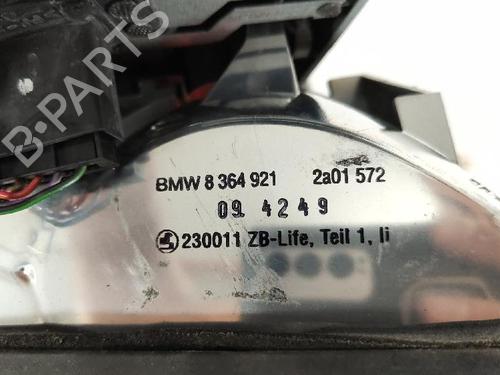 B-PARTS
BMW 8 364 921 2a01 572
09 4249
230011 ZB-Life, Teil 1, li